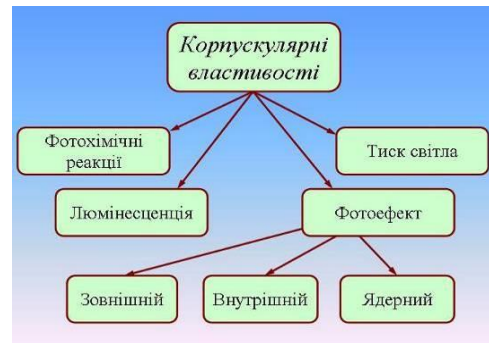 Корпускулярні
властивості
Фотохімічні
реакції
Тиск світла
Люмінесценція
Фотоефект
Зовнішній
Внутрішній
Ядерний